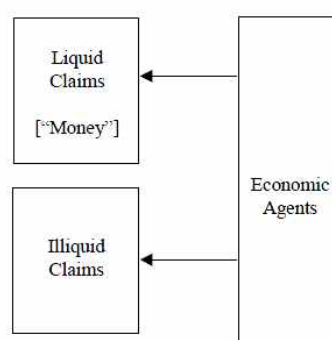 Liquid
Claims
[“Money”]
Economic
Agents
Illiquid
Claims